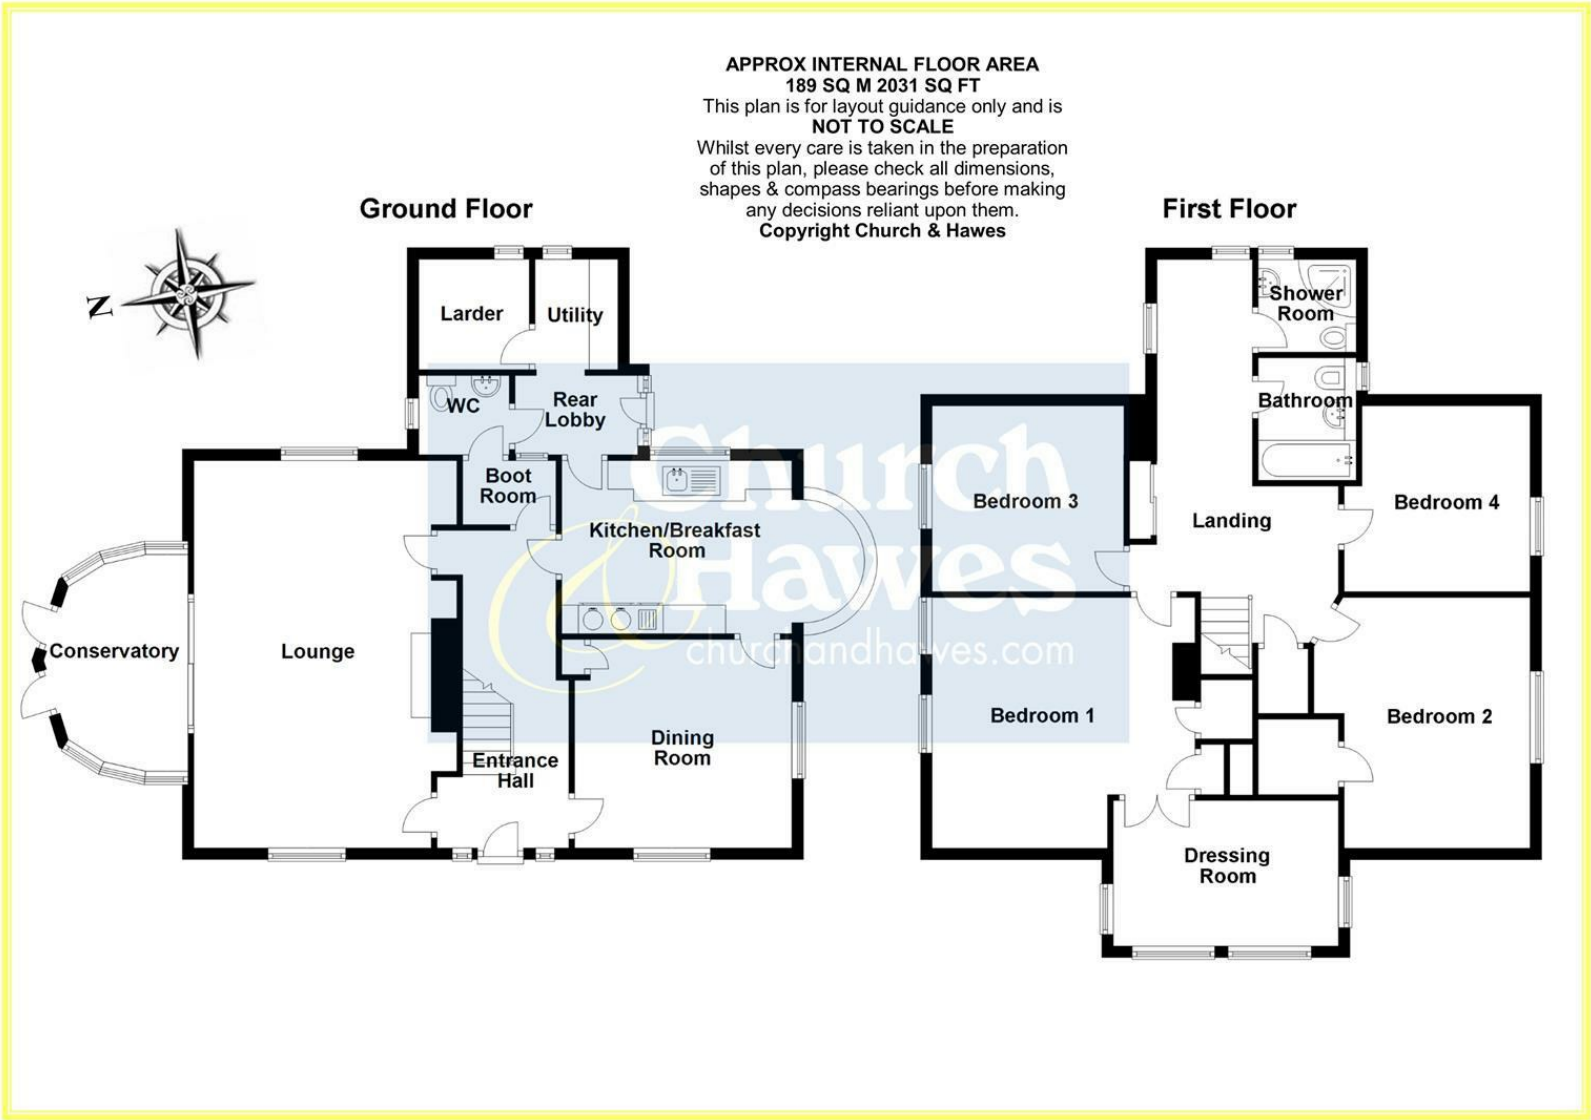 APPROX INTERNAL FLOOR AREA
189 SQ M 2031 SQ FT
This plan is for layout guidance only and is
NOT TO SCALE
Whilst every care is taken in the preparation
of this plan, please check all dimensions,
shapes & compass bearings before making
any decisions reliant upon them.
Copyright Church & Hawes
Ground Floor
First Floor
N
Larder
Utility
WC
Rear
Lobby
Boot
Room
Kitchen/Breakfast
Room
Conservatory
Lounge
Entrance
Hall
Dining
Room
Shower
Room
Bathroom
Bedroom 3
Landing
Bedroom 4
Bedroom 1
Bedroom 2
Dressing
Room
Church
& Hawes
churchandhawes.com